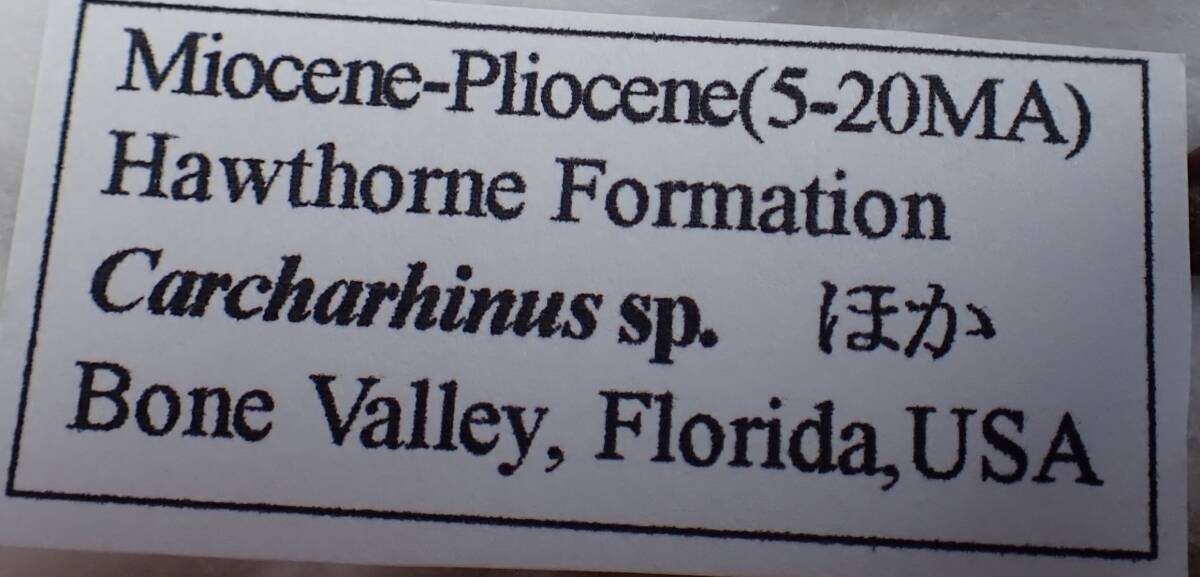 Miocene-Pliocene(5-20MA)
Hawthorne Formation
Carcharhinus sp. ほか
Bone Valley, Florida,USA